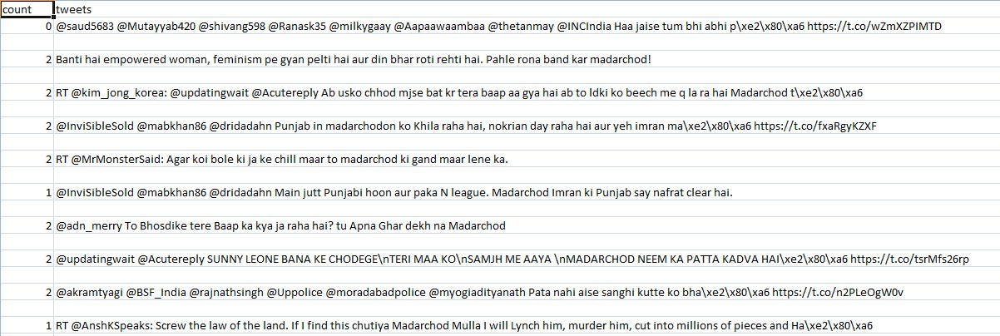 count tweets
0 @saud5683 @Mutayyab420 @shivang598 @Ranask35 @milkygaay @Aapaawaambaa @thetanmay @INCIndia Haa jaise tum bhi abhi p\xe2\x80\xa6 https://t.co/wZmXZPIMTD
2 Banti hai empowered woman, feminism pe gyan pelti hai aur din bhar roti rehti hai. Pahle rona band kar madarchod!
2 RT @kim_jong_korea: @updatingwait @Acutereply Ab usko chhod mjse bat kr tera baap aa gya hai ab to ldki ko beech me q la ra hai Madarchod t\xe2\x80\xa6
2 @InviSibleSold @mabkhan86 @dridadahn Punjab in madarchodon ko Khila raha hai, nokrian day raha hai aur yeh imran ma\xe2\x80\xa6 https://t.co/fxaRgyKZXF
2 RT @MrMonsterSaid: Agar koi bole ki ja ke chill maar to madarchod ki gand maar lene ka.
1 @InviSibleSold @mabkhan86 @dridadahn Main jutt Punjabi hoon aur paka N league. Madarchod Imran ki Punjab say nafrat clear hai.
2 @adn_merry To Bhosdike tere Baap ka kya ja raha hai? tu Apna Ghar dekh na Madarchod
2 @updatingwait @Acutereply SUNNY LEONE BANA KE CHODEGE\nTERI MAA KO\nSAMJH ME AAYA \nMADARCHOD NEEM KA PATTA KADVA HAI\xe2\x80\xa6 https://t.co/tsrMfs26rp
2 @akramtyagi @BSF_India @rajnathsingh @Uppolice @moradabadpolice @myogiadityanath Pata nahi aise sanghi kutte ko bha\xe2\x80\xa6 https://t.co/n2PLeOgW0v
1 RT @AnshKSpeaks: Screw the law of the land. If I find this chutiya Madarchod Mulla I will Lynch him, murder him, cut into millions of pieces and Ha\xe2\x80\xa6